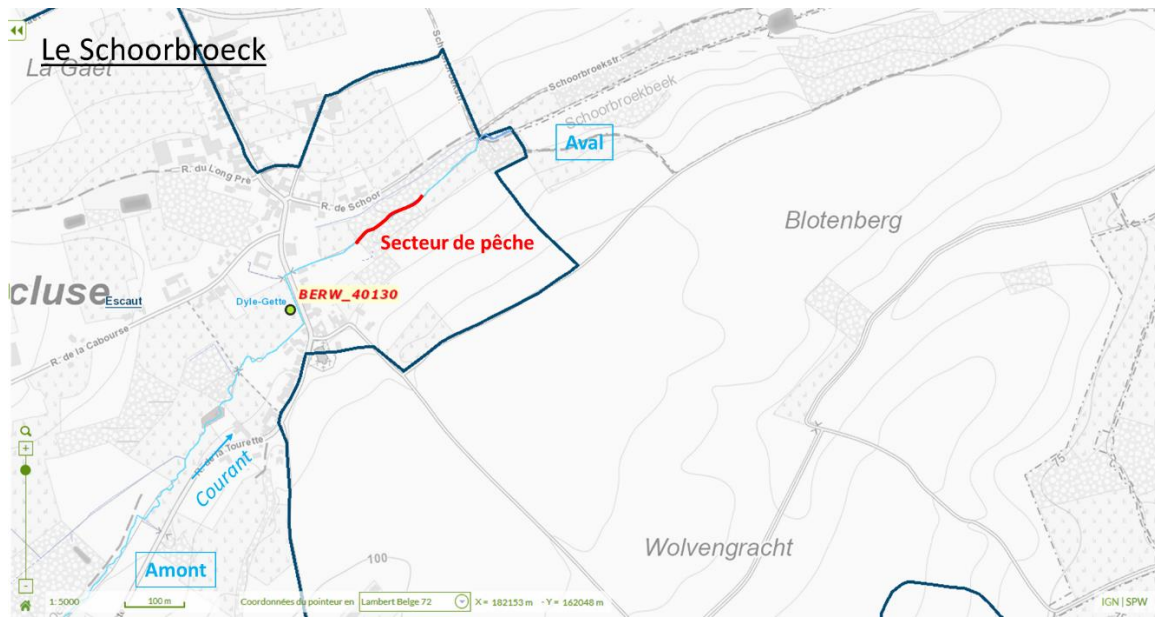 Le Schoorbroeck
La Gaet
Schoorbroekstr.
Schoorbroekstr.
Schoorbroekbeek
Aval
R. du Long Pré
R. de Schoor
Blotenberg
Secteur de pêche
cluse
Escaut
Dyle-Gette
BERW_40130
R. de la Cabourse
R. de la Tourette
Courant
75
Wolvengracht
100
Amont
1: 5000
100 m
Coordonnées du pointeur en Lambert Belge 72 X = 182153 m - Y = 162048 m
IGN | SPW